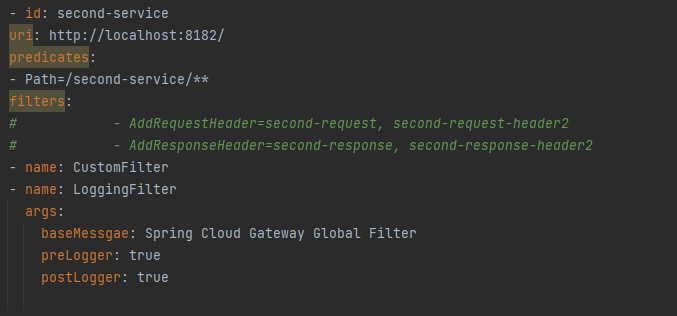 - id: second-service
uri: http://localhost:8182/
predicates:
- Path=/second-service/**
filters:
#            - AddRequestHeader=second-request, second-request-header2
#            - AddResponseHeader=second-response, second-response-header2
- name: CustomFilter
- name: LoggingFilter
  args:
    baseMessgae: Spring Cloud Gateway Global Filter
    preLogger: true
    postLogger: true